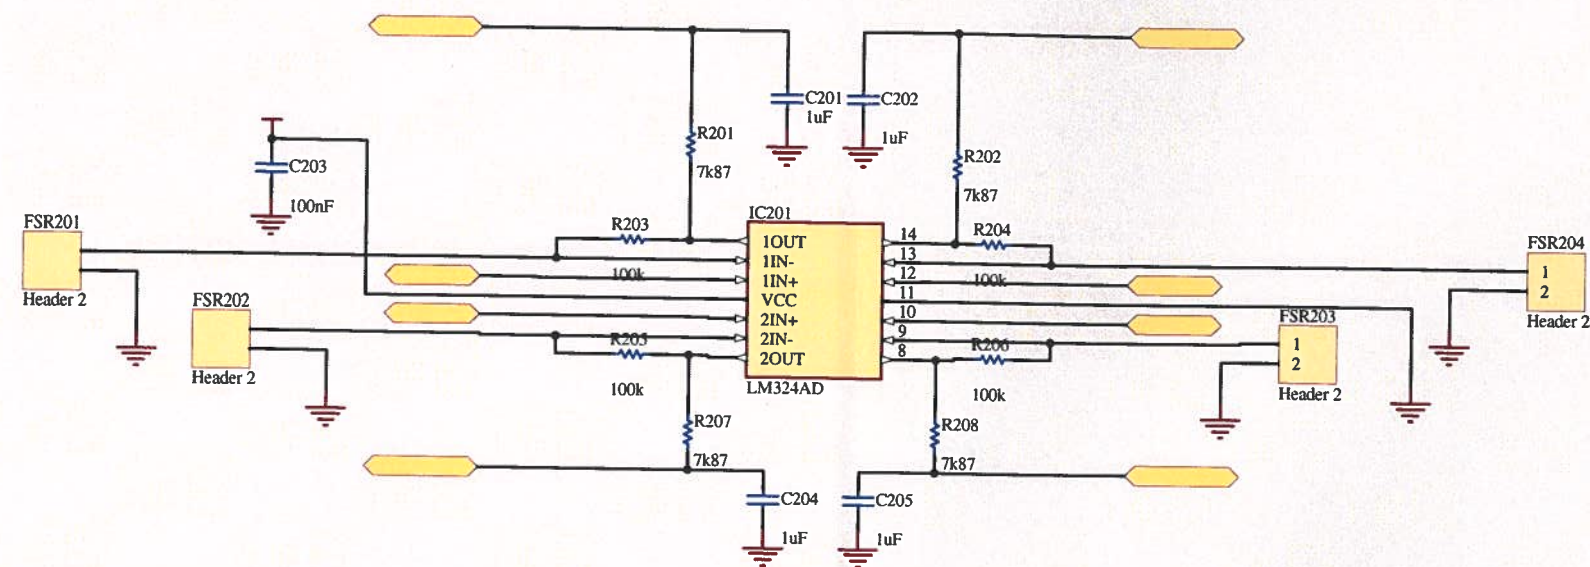 C201
1uF
C202
1uF
R201
7k87
R202
7k87
C203
100nF
FSR201
Header 2
FSR202
Header 2
R203
100k
IC201
1OUT
1IN-
1IN+
VCC
2IN+
2IN-
2OUT
LM324AD
14
13
12
11
10
9
8
R204
100k
FSR204
1
2
Header 2
FSR203
1
2
Header 2
R205
100k
R206
100k
R207
7k87
R208
7k87
C204
1uF
C205
1uF